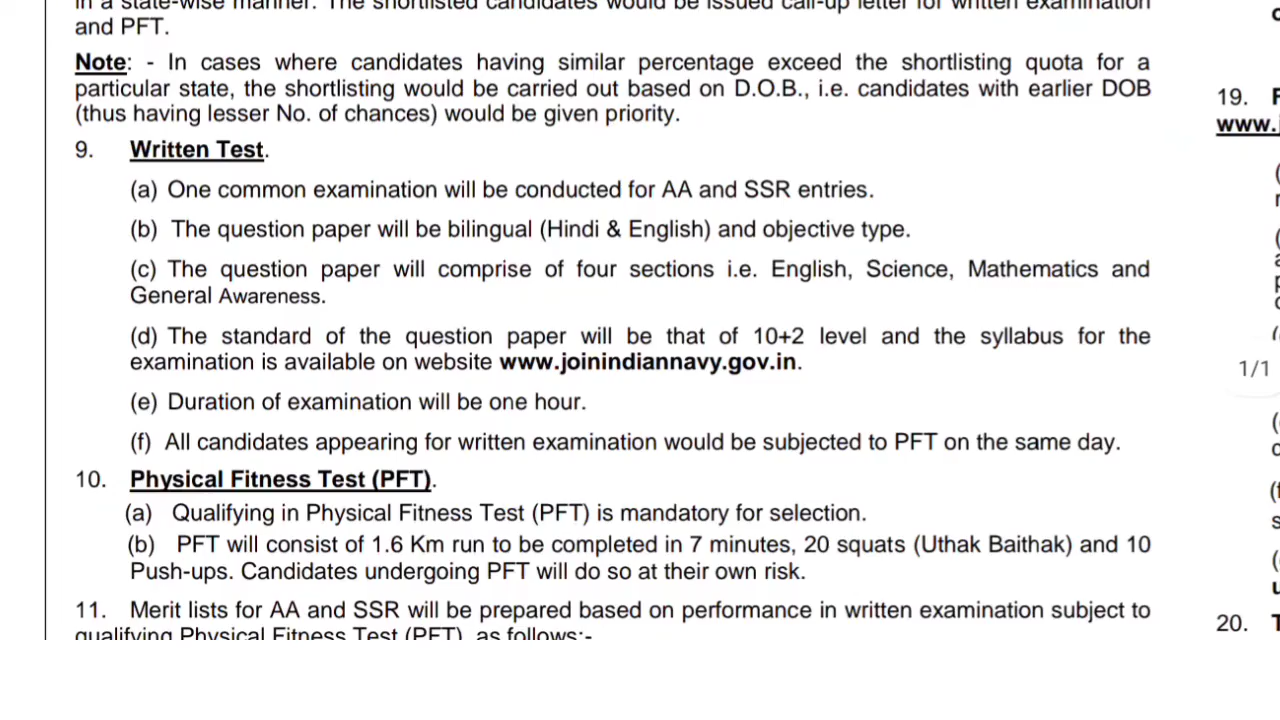 in a state-wise manner. The shortlisted candidates would be issued call-up letter for written examination
and PFT.
Note: - In cases where candidates having similar percentage exceed the shortlisting quota for a
particular state, the shortlisting would be carried out based on D.O.B., i.e. candidates with earlier DOB
(thus having lesser No. of chances) would be given priority.
9. Written Test.
(a) One common examination will be conducted for AA and SSR entries.
(b) The question paper will be bilingual (Hindi & English) and objective type.
(c) The question paper will comprise of four sections i.e. English, Science, Mathematics and
General Awareness.
(d) The standard of the question paper will be that of 10+2 level and the syllabus for the
examination is available on website www.joinindiannavy.gov.in.
(e) Duration of examination will be one hour.
(f) All candidates appearing for written examination would be subjected to PFT on the same day.
10. Physical Fitness Test (PFT).
(a) Qualifying in Physical Fitness Test (PFT) is mandatory for selection.
(b) PFT will consist of 1.6 Km run to be completed in 7 minutes, 20 squats (Uthak Baithak) and 10
Push-ups. Candidates undergoing PFT will do so at their own risk.
11. Merit lists for AA and SSR will be prepared based on performance in written examination subject to
qualifying Physical Fitness Test (PFT), as follows:-
19.
www.
1/1
20.